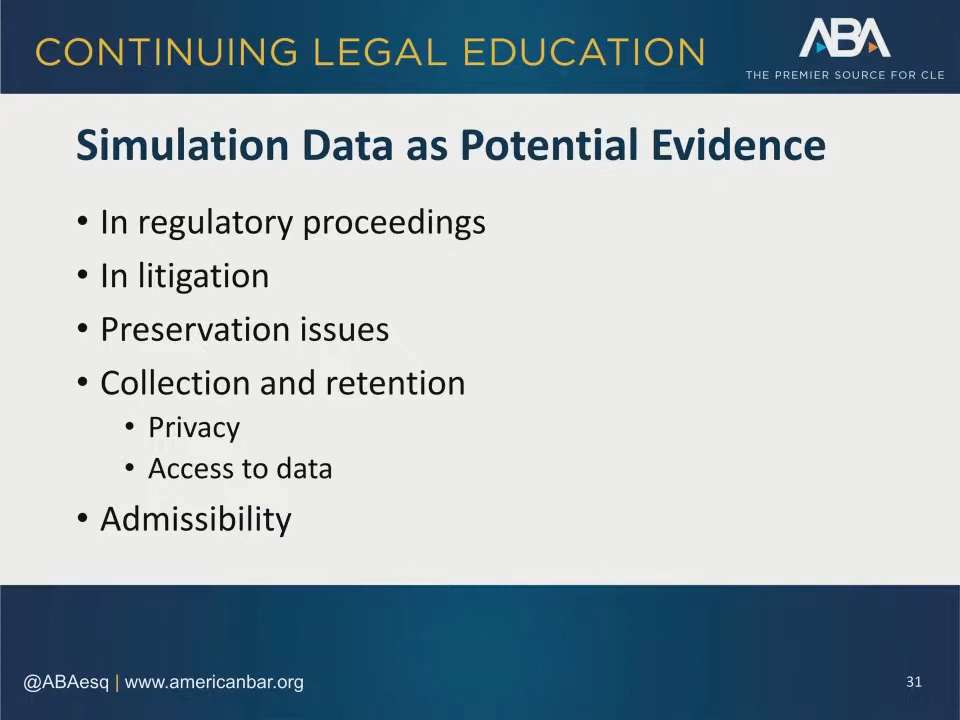 CONTINUING LEGAL EDUCATION
ABA
THE PREMIER SOURCE FOR CLE
Simulation Data as Potential Evidence
• In regulatory proceedings
• In litigation
• Preservation issues
• Collection and retention
• Privacy
• Access to data
• Admissibility
@ABAesq | www.americanbar.org
31